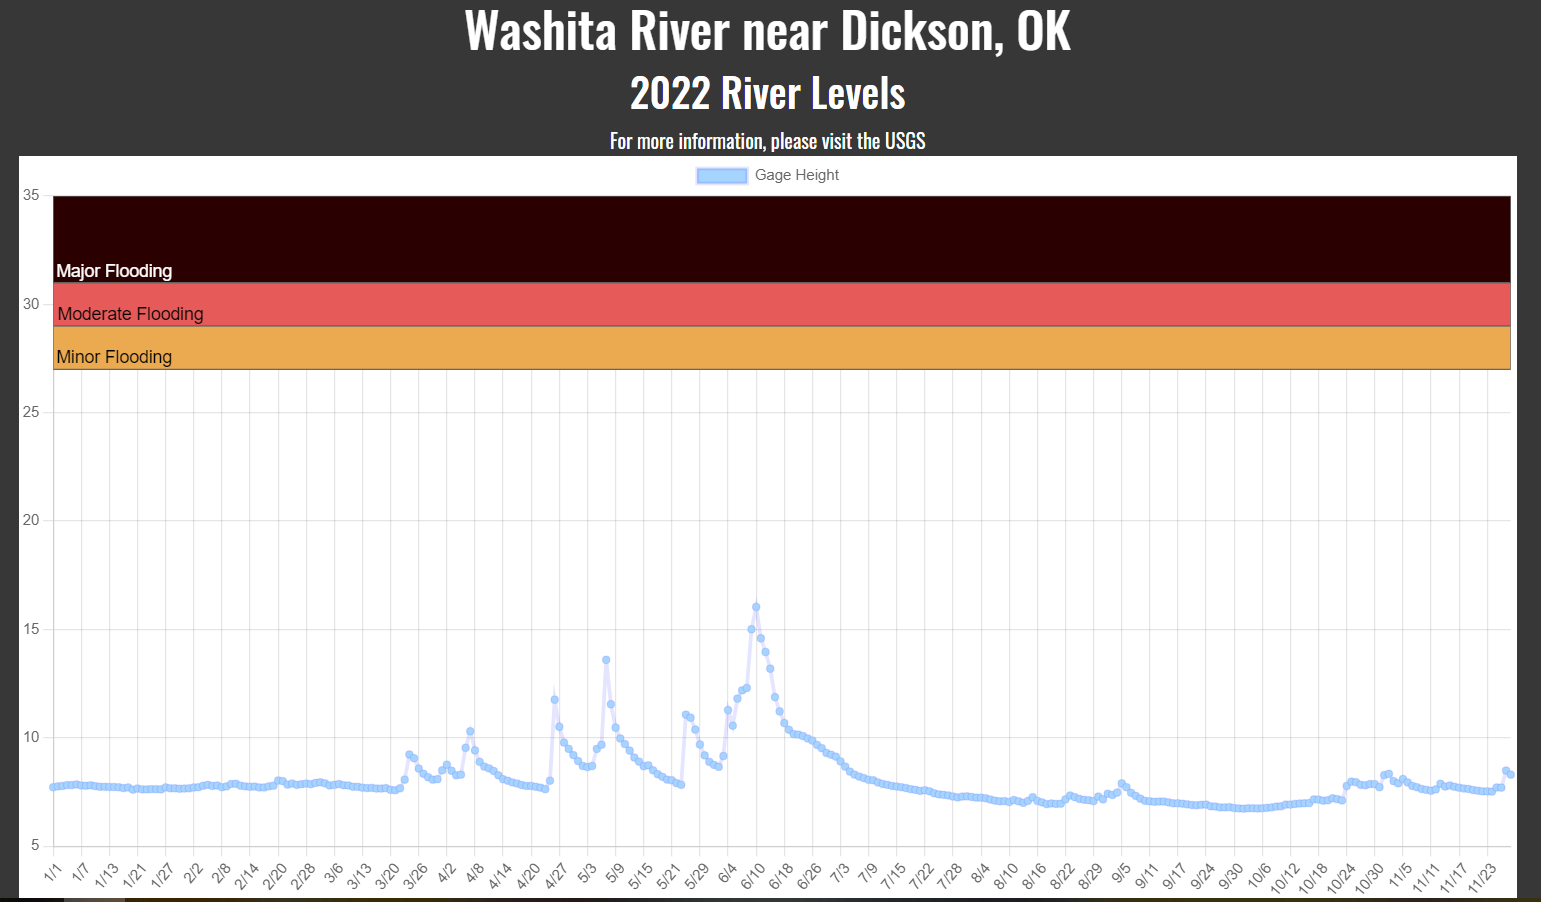 Washita River near Dickson, OK
2022 River Levels
For more information, please visit the USGS
Gage Height
35
Major Flooding
30
Moderate Flooding
Minor Flooding
25
20
15
10
5
1/1 1/7 1/13 1/21 1/27 2/2 2/8 2/14 2/20 2/28 3/6 3/13 3/20 3/26 4/2 4/8 4/14 4/20 4/27 5/3 5/9 5/15 5/21 5/29 6/4 6/10 6/18 6/26 7/3 7/9 7/15 7/22 7/28 8/4 8/10 8/16 8/22 8/29 9/5 9/11 9/17 9/24 9/30 10/6 10/12 10/18 10/24 10/30 11/5 11/11 11/17 11/23